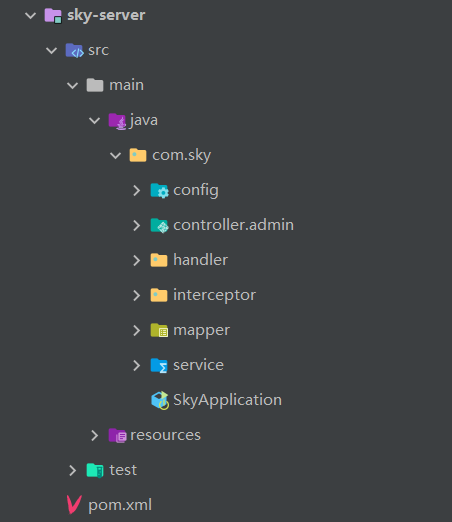 sky-server
src
main
java
com.sky
config
controller.admin
handler
interceptor
mapper
service
SkyApplication
resources
test
pom.xml